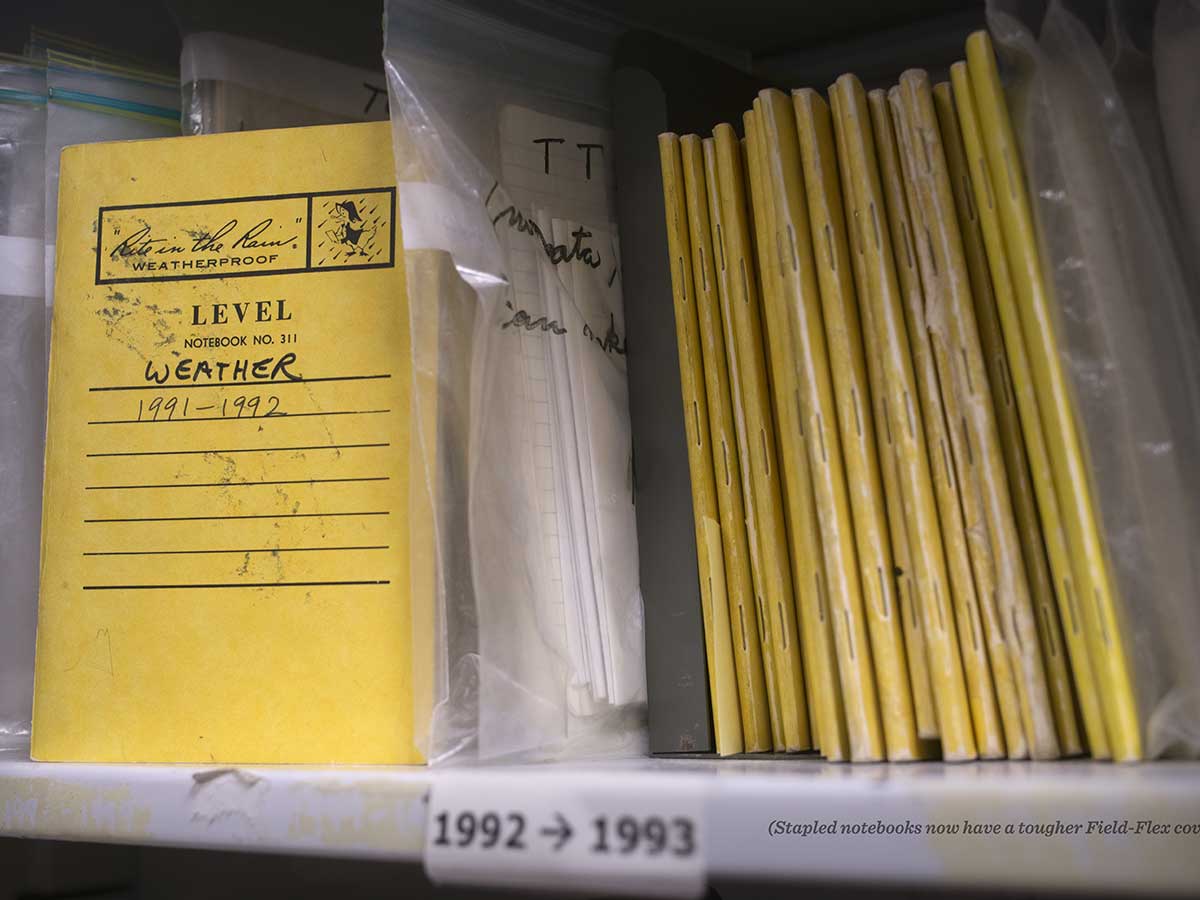 "Rite in the Rain"®
WEATHERPROOF
LEVEL
NOTEBOOK NO. 311
WEATHER
1991-1992
T
TT
1992 → 1993
(Stapled notebooks now have a tougher Field-Flex